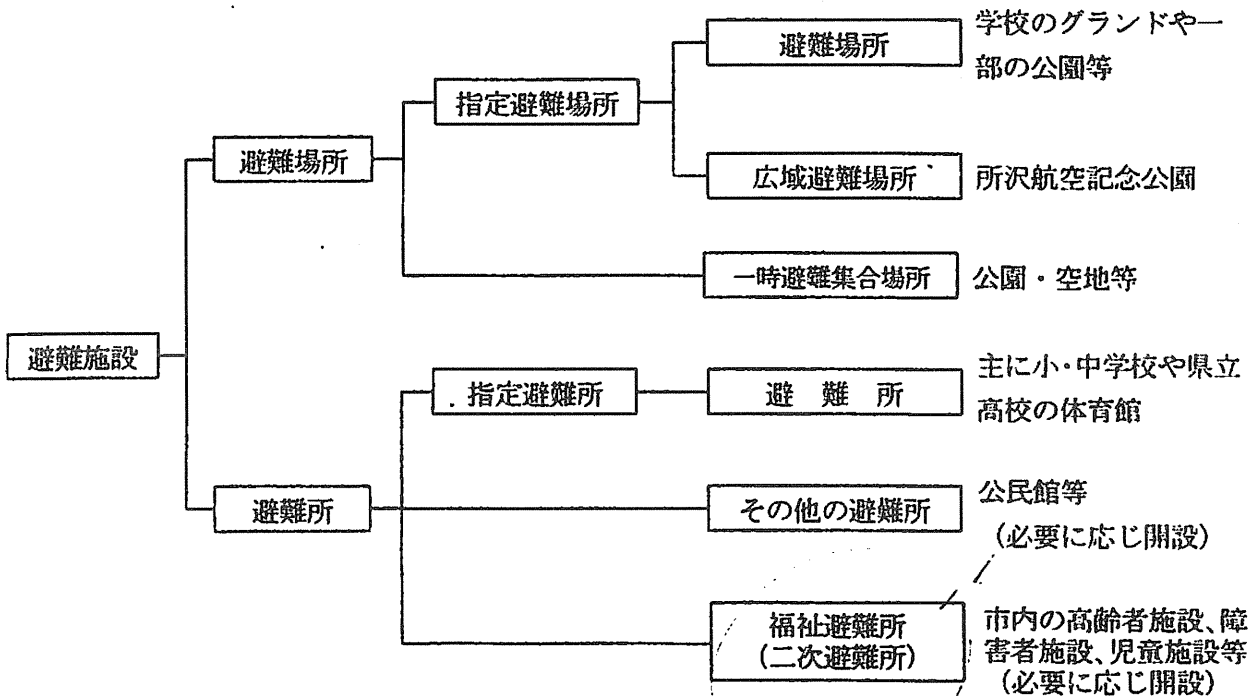 避難場所
学校のグランドや一
部の公園等
指定避難場所
避難場所
広域避難場所
所沢航空記念公園
一時避難集合場所
公園・空地等
避難施設
主に小・中学校や県立
高校の体育館
指定避難所
避 難 所
避難所
その他の避難所
公民館等
(必要に応じ開設)
福祉避難所
(二次避難所)
市内の高齢者施設、障
害者施設、児童施設等
(必要に応じ開設)